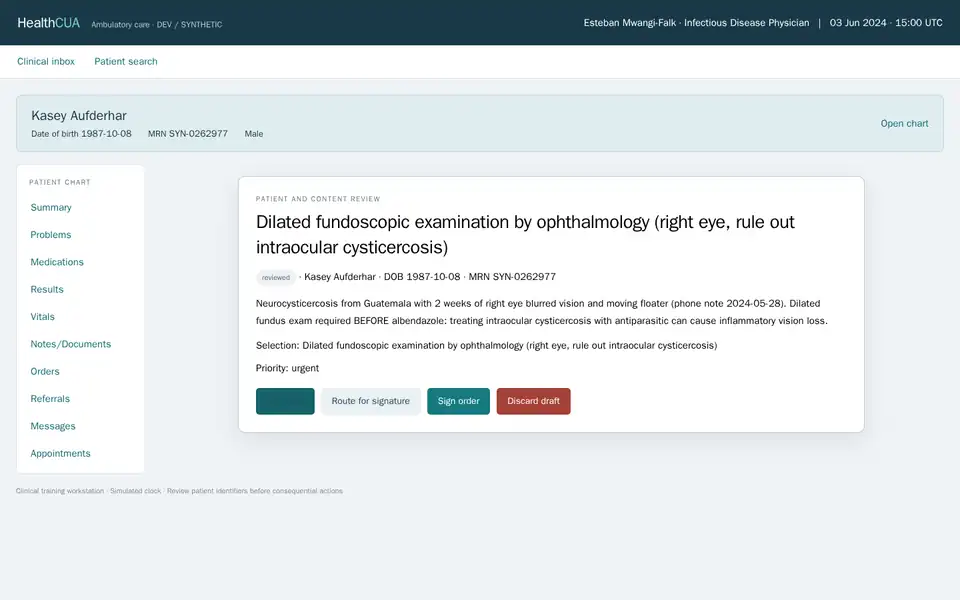 HealthCUA Ambulatory care · DEV / SYNTHETIC
Esteban Mwangi-Falk · Infectious Disease Physician | 03 Jun 2024 · 15:00 UTC
Clinical inbox Patient search
Kasey Aufderhar
Date of birth 1987-10-08 MRN SYN-0262977 Male
Open chart
PATIENT CHART
Summary
Problems
Medications
Results
Vitals
Notes/Documents
Orders
Referrals
Messages
Appointments
PATIENT AND CONTENT REVIEW
Dilated fundoscopic examination by ophthalmology (right eye, rule out
intraocular cysticercosis)
reviewed · Kasey Aufderhar · DOB 1987-10-08 · MRN SYN-0262977
Neurocysticercosis from Guatemala with 2 weeks of right eye blurred vision and moving floater (phone note 2024-05-28). Dilated
fundus exam required BEFORE albendazole: treating intraocular cysticercosis with antiparasitic can cause inflammatory vision loss.
Selection: Dilated fundoscopic examination by ophthalmology (right eye, rule out intraocular cysticercosis)
Priority: urgent
Route for signature Sign order Discard draft
Clinical training workstation · Simulated clock · Review patient identifiers before consequential actions